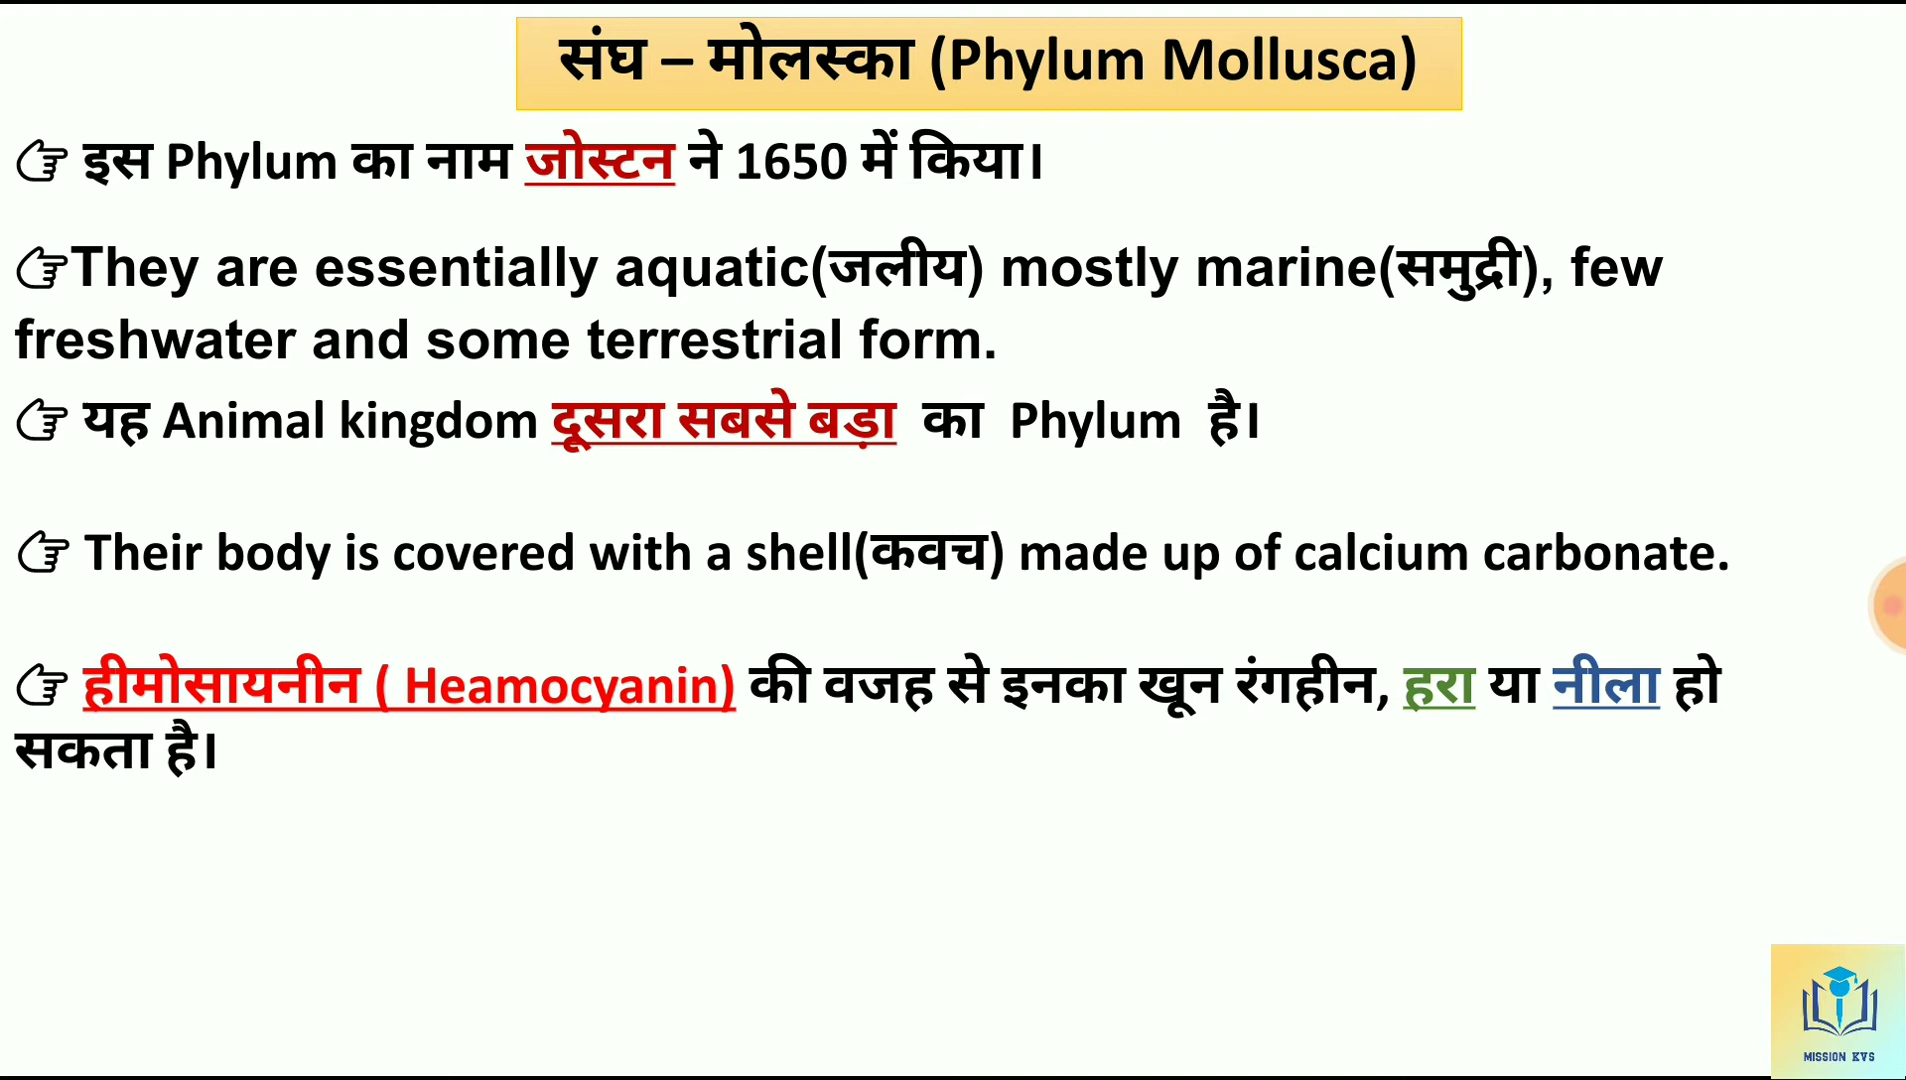 संघ – मोलस्का (Phylum Mollusca)
👉 इस Phylum का नाम जोस्टन ने 1650 में किया।
👉They are essentially aquatic(जलीय) mostly marine(समुद्री), few
freshwater and some terrestrial form.
👉 यह Animal kingdom दूसरा सबसे बड़ा का Phylum है।
👉 Their body is covered with a shell(कवच) made up of calcium carbonate.
👉 हीमोसायनीन ( Heamocyanin) की वजह से इनका खून रंगहीन, हरा या नीला हो
सकता है।
MISSION KVS